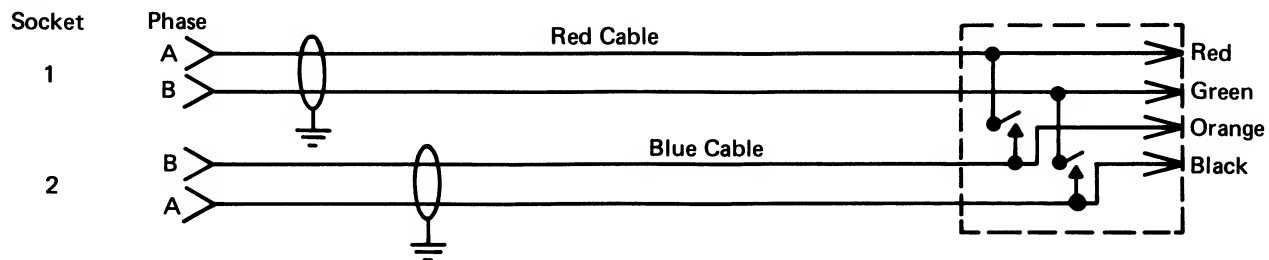 Socket Phase
Red Cable
A Red
1
B Green
Orange
Blue Cable
B Black
2
A